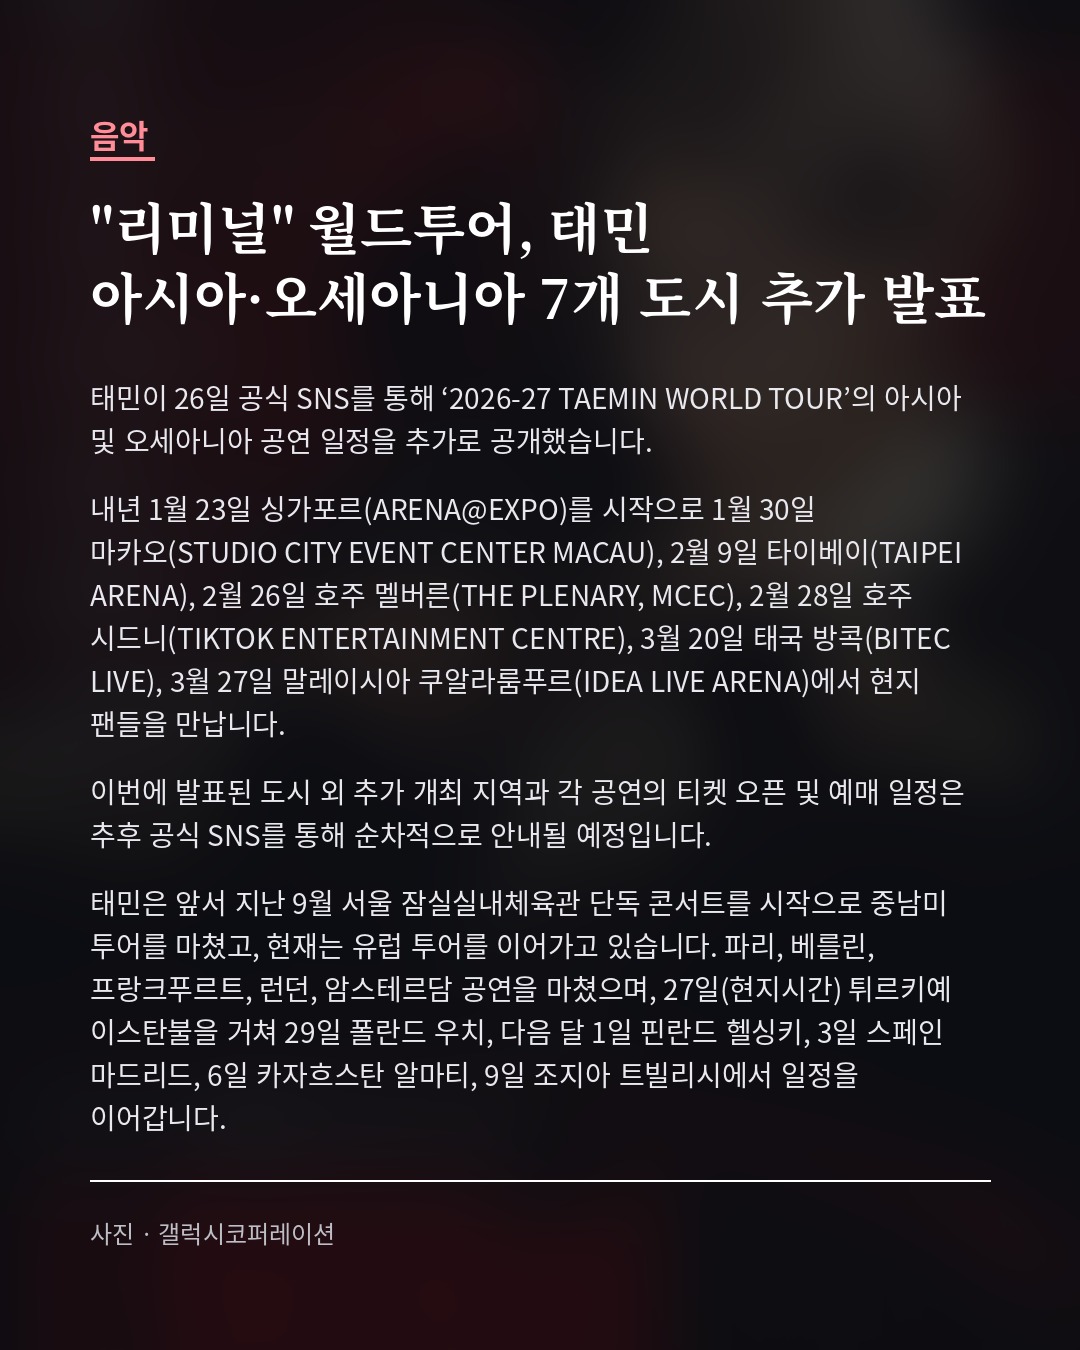 음악
"리미널" 월드투어, 태민
아시아·오세아니아 7개 도시 추가 발표
태민이 26일 공식 SNS를 통해 ‘2026-27 TAEMIN WORLD TOUR’의 아시아
및 오세아니아 공연 일정을 추가로 공개했습니다.
내년 1월 23일 싱가포르(ARENA@EXPO)를 시작으로 1월 30일
마카오(STUDIO CITY EVENT CENTER MACAU), 2월 9일 타이베이(TAIPEI
ARENA), 2월 26일 호주 멜버른(THE PLENARY, MCEC), 2월 28일 호주
시드니(TIKTOK ENTERTAINMENT CENTRE), 3월 20일 태국 방콕(BITEC
LIVE), 3월 27일 말레이시아 쿠알라룸푸르(IDEA LIVE ARENA)에서 현지
팬들을 만납니다.
이번에 발표된 도시 외 추가 개최 지역과 각 공연의 티켓 오픈 및 예매 일정은
추후 공식 SNS를 통해 순차적으로 안내될 예정입니다.
태민은 앞서 지난 9월 서울 잠실실내체육관 단독 콘서트를 시작으로 중남미
투어를 마쳤고, 현재는 유럽 투어를 이어가고 있습니다. 파리, 베를린,
프랑크푸르트, 런던, 암스테르담 공연을 마쳤으며, 27일(현지시간) 튀르키예
이스탄불을 거쳐 29일 폴란드 우치, 다음 달 1일 핀란드 헬싱키, 3일 스페인
마드리드, 6일 카자흐스탄 알마티, 9일 조지아 트빌리시에서 일정을
이어갑니다.
사진 · 갤럭시코퍼레이션